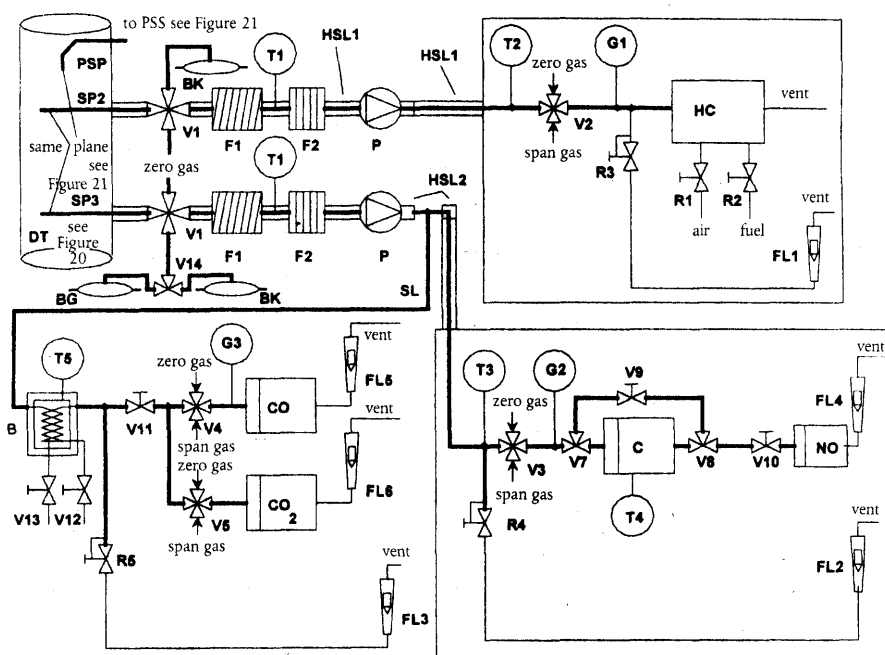 to PSS see Figure 21
PSP
SP2
BK
T1
HSL1
HSL1
T2
G1
zero gas
vent
V1
F1
F2
P
V2
span gas
HC
same plane
see
Figure 21
zero gas
T1
R3
R1
R2
air
fuel
vent
SP3
HSL2
see
Figure
20
DT
V1
F1
F2
P
FL1
V14
BG
BK
SL
vent
T5
zero gas
G3
FL5
T3
zero gas
G2
V9
FL4
vent
B
V11
V4
CO
vent
span gas
zero gas
V3
V7
C
V8
V10
NO
span gas
V13
V12
V5
CO2
FL6
T4
R4
vent
span gas
R5
vent
FL3
FL2